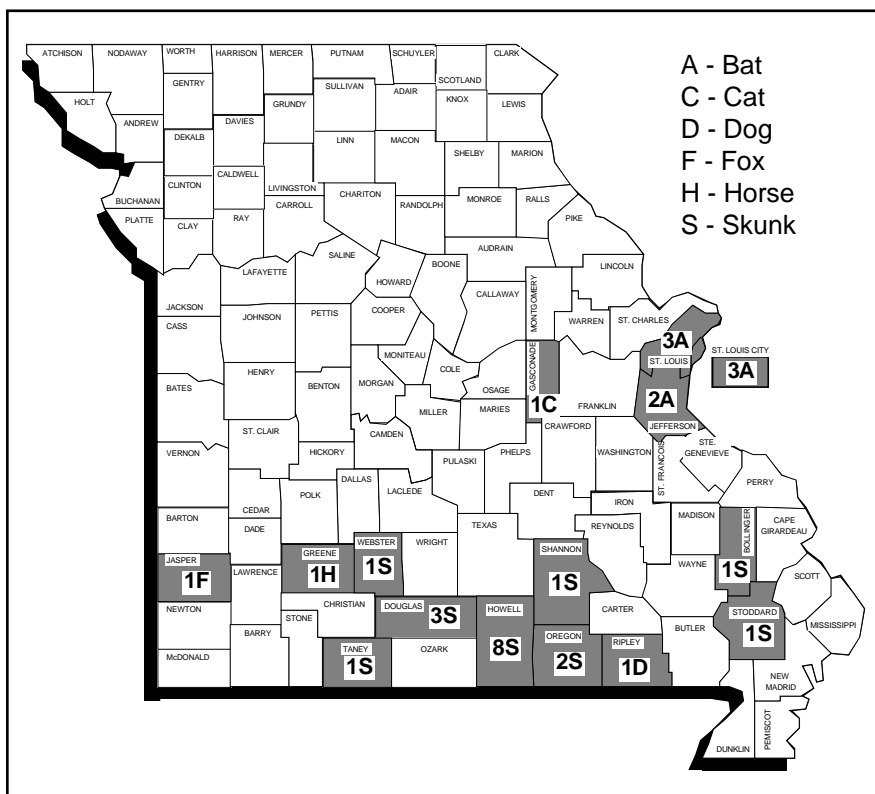 ATCHISON
NODAWAY
WORTH
HARRISON
MERCER
PUTNAM
SCHUYLER
SCOTLAND
CLARK
A - Bat
C - Cat
D - Dog
F - Fox
H - Horse
S - Skunk
HOLT
GENTRY
GRUNDY
SULLIVAN
ADAIR
KNOX
LEWIS
ANDREW
DEKALB
DAVIES
LINN
MACON
SHELBY
MARION
BUCHANAN
CLINTON
CALDWELL
LIVINGSTON
CHARITON
RANDOLPH
MONROE
RALLS
PIKE
PLATTE
CLAY
RAY
CARROLL
AUDRAIN
LINCOLN
LAFAYETTE
SALINE
HOWARD
BOONE
CALLAWAY
MONTGOMERY
WARREN
ST. CHARLES
JACKSON
JOHNSON
PETTIS
COOPER
3A
ST. LOUIS
ST. LOUIS CITY
3A
CASS
MONITEAU
COLE
OSAGE
GASCONADE
1C
FRANKLIN
2A
JEFFERSON
BATES
HENRY
BENTON
MORGAN
MILLER
MARIES
CRAWFORD
VERNON
ST. CLAIR
HICKORY
CAMDEN
PULASKI
PHELPS
WASHINGTON
ST. FRANCOIS
STE.
GENEVIEVE
PERRY
CEDAR
POLK
DALLAS
LACLEDE
DENT
IRON
BARTON
DADE
TEXAS
REYNOLDS
MADISON
BOLLINGER
1S
CAPE
GIRARDEAU
JASPER
1F
LAWRENCE
GREENE
1H
WEBSTER
1S
WRIGHT
SHANNON
1S
WAYNE
SCOTT
NEWTON
CHRISTIAN
STONE
DOUGLAS
3S
HOWELL
8S
CARTER
STODDARD
1S
MISSISSIPPI
McDONALD
BARRY
TANEY
1S
OZARK
OREGON
2S
RIPLEY
1D
BUTLER
NEW
MADRID
DUNKLIN
PEMISCOT